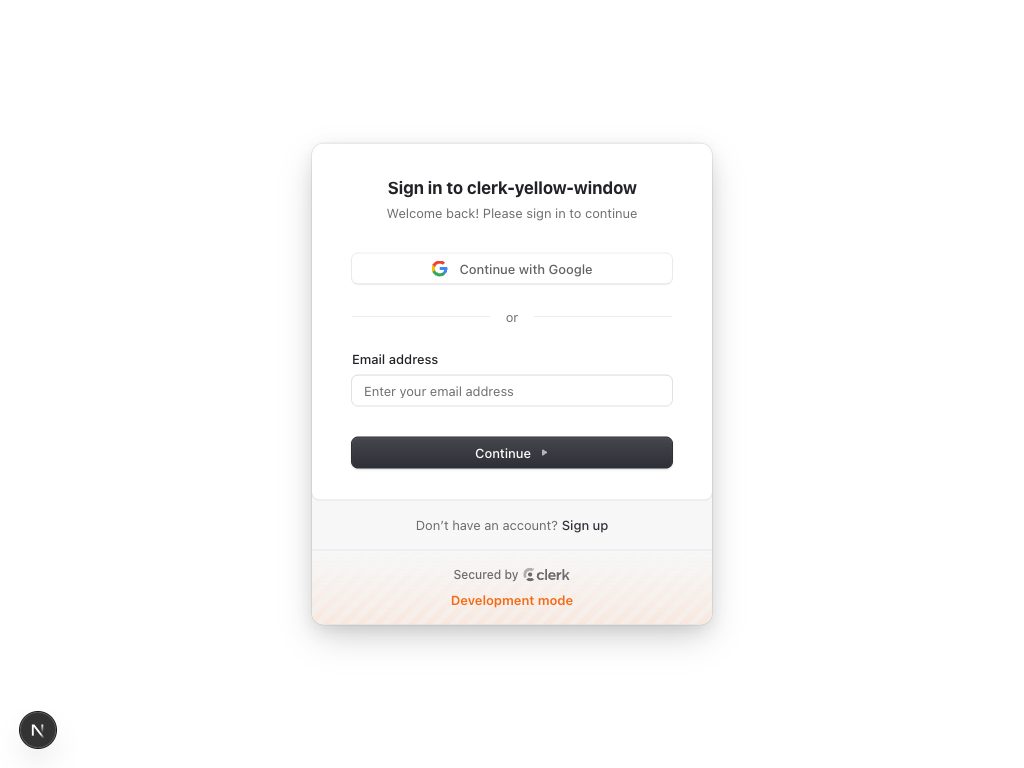 Sign in to clerk-yellow-window
Welcome back! Please sign in to continue
Continue with Google
or
Email address
Enter your email address
Continue
Don’t have an account? Sign up
Secured by clerk
Development mode
N